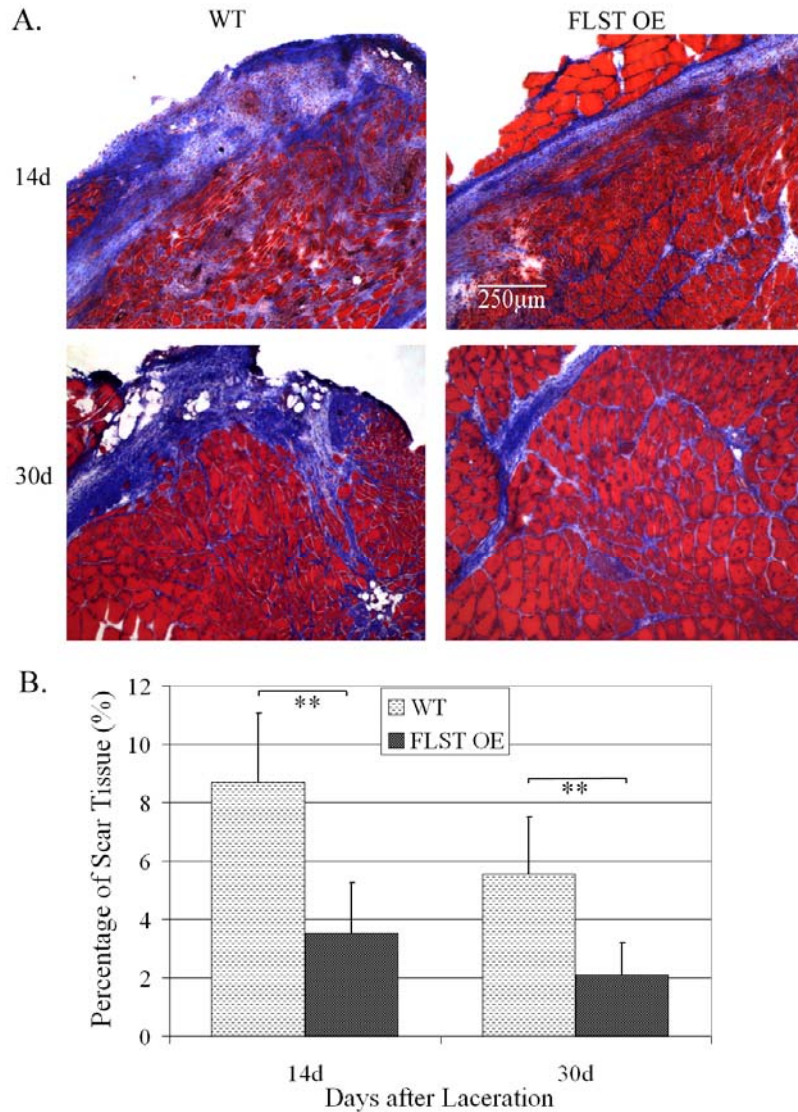 A.
WT
FLST OE
14d
250µm
30d
B.
Percentage of Scar Tissue (%)
12
10
8
6
4
2
0
**
WT
FLST OE
**
14d
30d
Days after Laceration